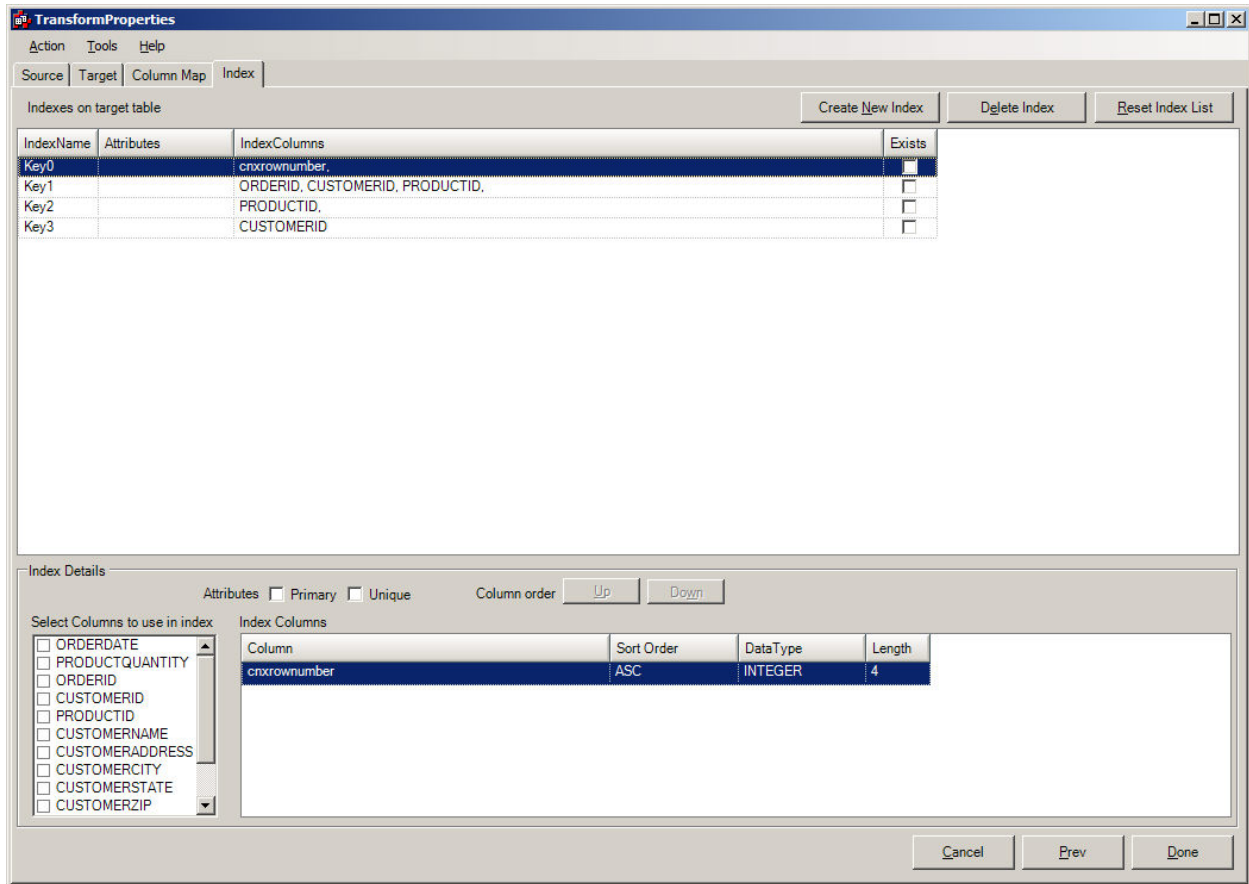 TransformProperties
Action Tools Help
Source Target Column Map Index
Indexes on target table Create New Index Delete Index Reset Index List
IndexName Attributes IndexColumns Exists
Key0 cnxrownumber,
Key1 ORDERID, CUSTOMERID, PRODUCTID,
Key2 PRODUCTID,
Key3 CUSTOMERID
Index Details
Attributes Primary Unique Column order Up Down
Select Columns to use in index Index Columns
ORDERDATE
PRODUCTQUANTITY
ORDERID
CUSTOMERID
PRODUCTID
CUSTOMERNAME
CUSTOMERADDRESS
CUSTOMERCITY
CUSTOMERSTATE
CUSTOMERZIP
Column Sort Order DataType Length
cnxrownumber ASC INTEGER 4
Cancel Prev Done